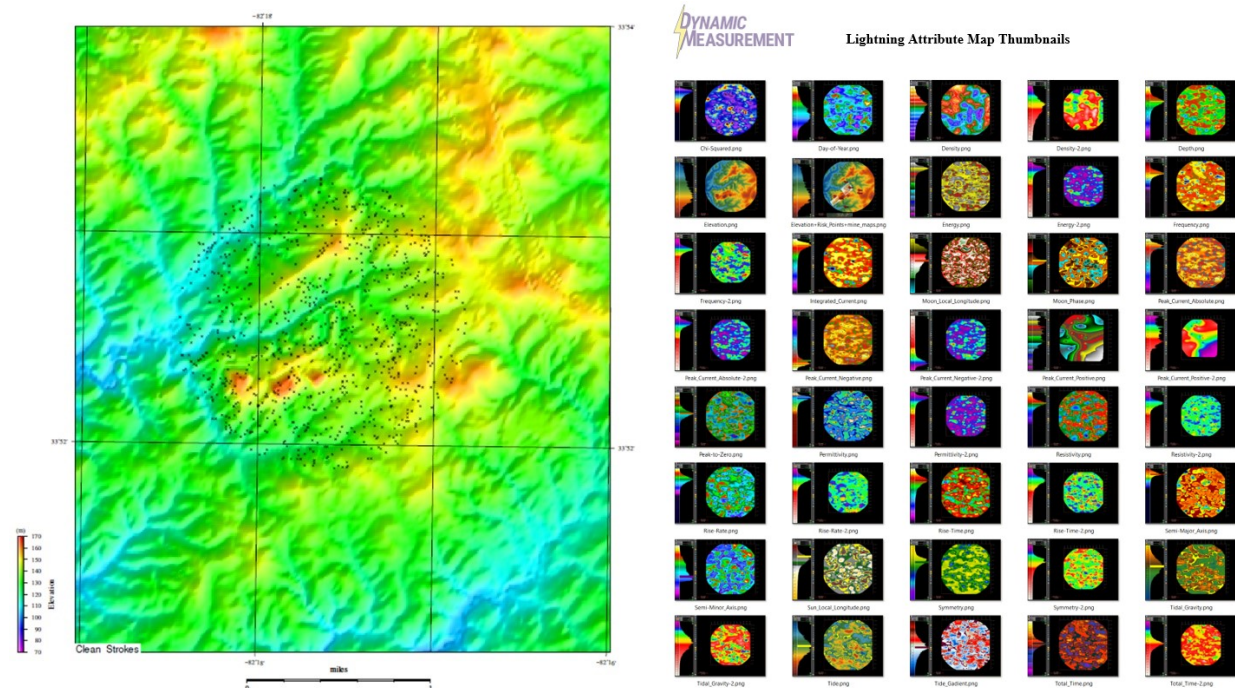 -82°18'
33°54'
33°52'
33°52'
(m)
170
160
150
140
130
120
110
100
90
80
70
Elevation
Clean Strokes
-82°18'
-82°16'
miles
0
1
DYNAMIC
MEASUREMENT
Lightning Attribute Map Thumbnails
Chi-Squared.png
Day-of-Year.png
Density.png
Density-2.png
Depth.png
Elevation.png
Elevation+Risk_Points+mine_maps.png
Energy.png
Energy-2.png
Frequency.png
Frequency-2.png
Integrated_Current.png
Moon_Local_Longitude.png
Moon_Phase.png
Peak_Current_Absolute.png
Peak_Current_Absolute-2.png
Peak_Current_Negative.png
Peak_Current_Negative-2.png
Peak_Current_Positive.png
Peak_Current_Positive-2.png
Peak-to-Zero.png
Permittivity.png
Permittivity-2.png
Resistivity.png
Resistivity-2.png
Rise-Rate.png
Rise-Rate-2.png
Rise-Time.png
Rise-Time-2.png
Semi-Major_Axis.png
Semi-Minor_Axis.png
Sun_Local_Longitude.png
Symmetry.png
Symmetry-2.png
Tidal_Gravity.png
Tidal_Gravity-2.png
Tide.png
Tide_Gadient.png
Total_Time.png
Total_Time-2.png